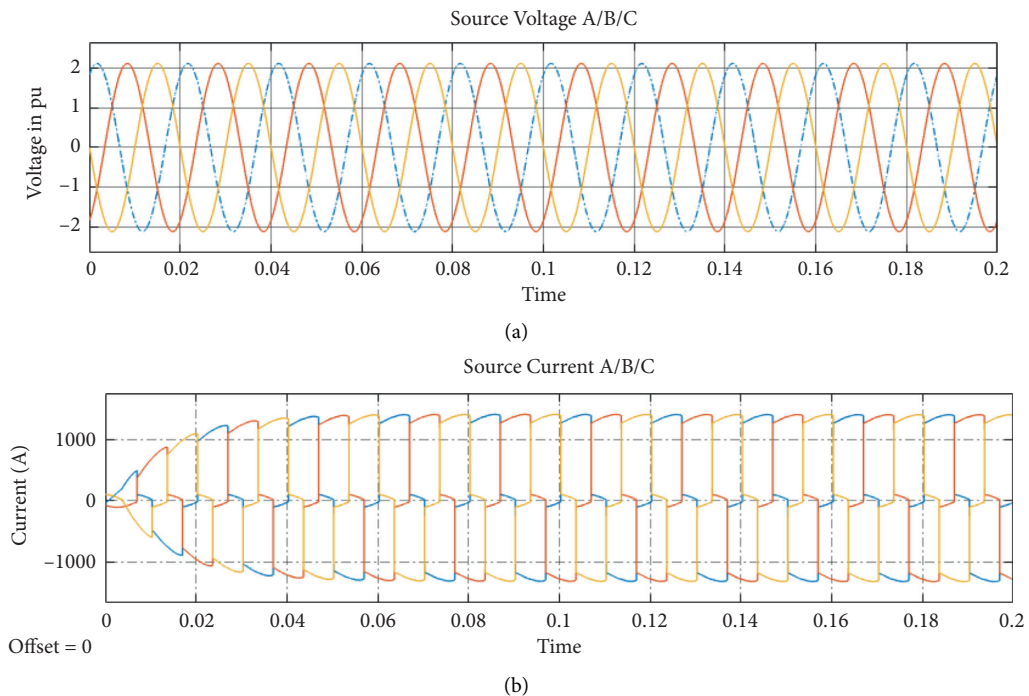 Source Voltage A/B/C
Voltage in pu
2
1
0
−1
−2
0 0.02 0.04 0.06 0.08 0.1 0.12 0.14 0.16 0.18 0.2
Time
(a)
Source Current A/B/C
Current (A)
1000
0
−1000
0 0.02 0.04 0.06 0.08 0.1 0.12 0.14 0.16 0.18 0.2
Offset = 0
Time
(b)